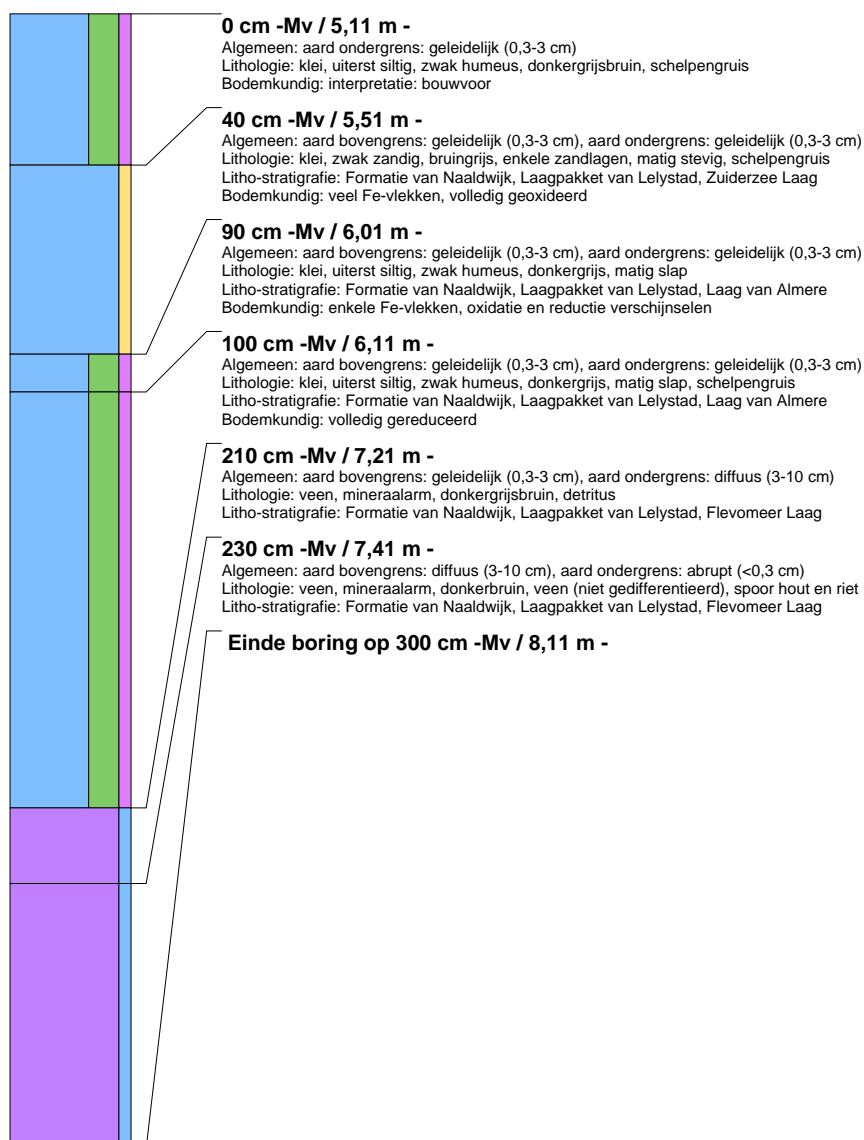 0 cm -Mv / 5,11 m -
Algemeen: aard ondergrens: geleidelijk (0,3-3 cm)
Lithologie: klei, uiterst siltig, zwak humeus, donkergrijsbruin, schelpengruis
Bodemkundig: interpretatie: bouwvoor
40 cm -Mv / 5,51 m -
Algemeen: aard bovengrens: geleidelijk (0,3-3 cm), aard ondergrens: geleidelijk (0,3-3 cm)
Lithologie: klei, zwak zandig, bruingrijs, enkele zandlagen, matig stevig, schelpengruis
Litho-stratigrafie: Formatie van Naaldwijk, Laagpakket van Lelystad, Zuiderzee Laag
Bodemkundig: veel Fe-vlekken, volledig geoxideerd
90 cm -Mv / 6,01 m -
Algemeen: aard bovengrens: geleidelijk (0,3-3 cm), aard ondergrens: geleidelijk (0,3-3 cm)
Lithologie: klei, uiterst siltig, zwak humeus, donkergrijs, matig slap
Litho-stratigrafie: Formatie van Naaldwijk, Laagpakket van Lelystad, Laag van Almere
Bodemkundig: enkele Fe-vlekken, oxidatie en reductie verschijnselen
100 cm -Mv / 6,11 m -
Algemeen: aard bovengrens: geleidelijk (0,3-3 cm), aard ondergrens: geleidelijk (0,3-3 cm)
Lithologie: klei, uiterst siltig, zwak humeus, donkergrijs, matig slap, schelpengruis
Litho-stratigrafie: Formatie van Naaldwijk, Laagpakket van Lelystad, Laag van Almere
Bodemkundig: volledig gereduceerd
210 cm -Mv / 7,21 m -
Algemeen: aard bovengrens: geleidelijk (0,3-3 cm), aard ondergrens: diffuus (3-10 cm)
Lithologie: veen, mineraalarm, donkergrijsbruin, detritus
Litho-stratigrafie: Formatie van Naaldwijk, Laagpakket van Lelystad, Flevomeer Laag
230 cm -Mv / 7,41 m -
Algemeen: aard bovengrens: diffuus (3-10 cm), aard ondergrens: abrupt (<0,3 cm)
Lithologie: veen, mineraalarm, donkerbruin, veen (niet gedifferentieerd), spoor hout en riet
Litho-stratigrafie: Formatie van Naaldwijk, Laagpakket van Lelystad, Flevomeer Laag
Einde boring op 300 cm -Mv / 8,11 m -